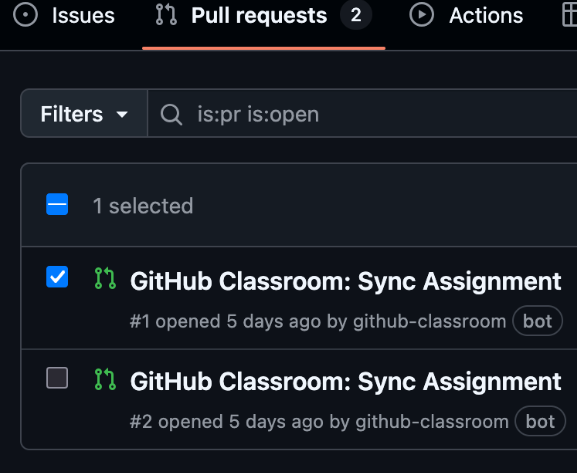 Issues Pull requests 2 Actions
Filters is:pr is:open
1 selected
GitHub Classroom: Sync Assignment
#1 opened 5 days ago by github-classroom bot
GitHub Classroom: Sync Assignment
#2 opened 5 days ago by github-classroom bot